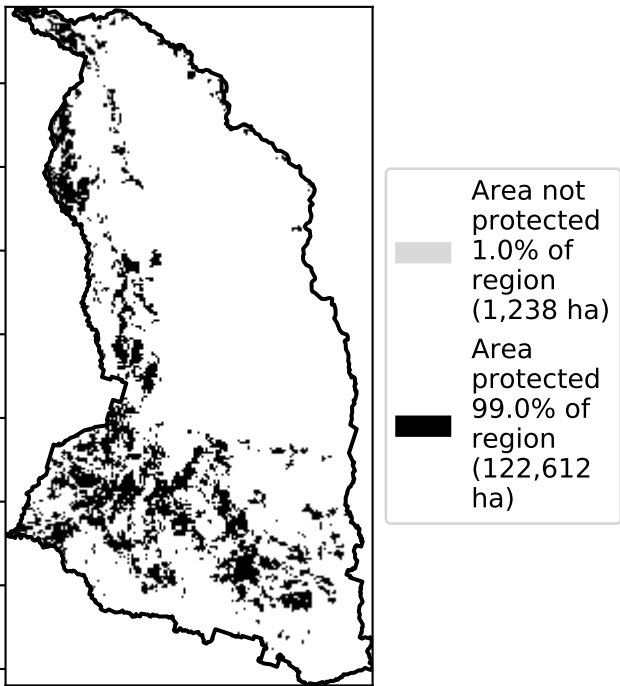 Area not
protected
1.0% of
region
(1,238 ha)
Area
protected
99.0% of
region
(122,612
ha)